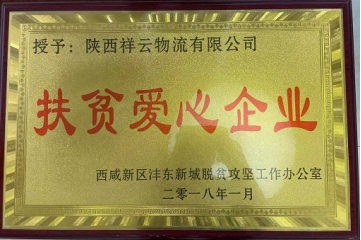 授予：陕西祥云物流有限公司
扶贫爱心企业
西咸新区沣东新城脱贫攻坚工作办公室
二零一八年一月